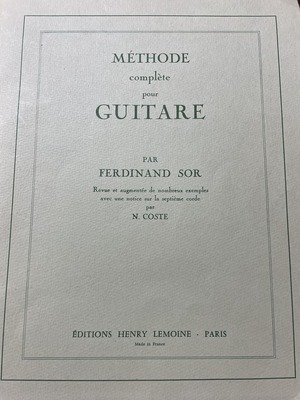 MÉTHODE
complète
pour
GUITARE
PAR
FERDINAND SOR
Revue et augmentée de nombreux exemples
avec une notice sur la septième corde
par
N. COSTE
ÉDITIONS HENRY LEMOINE - PARIS
Made in France